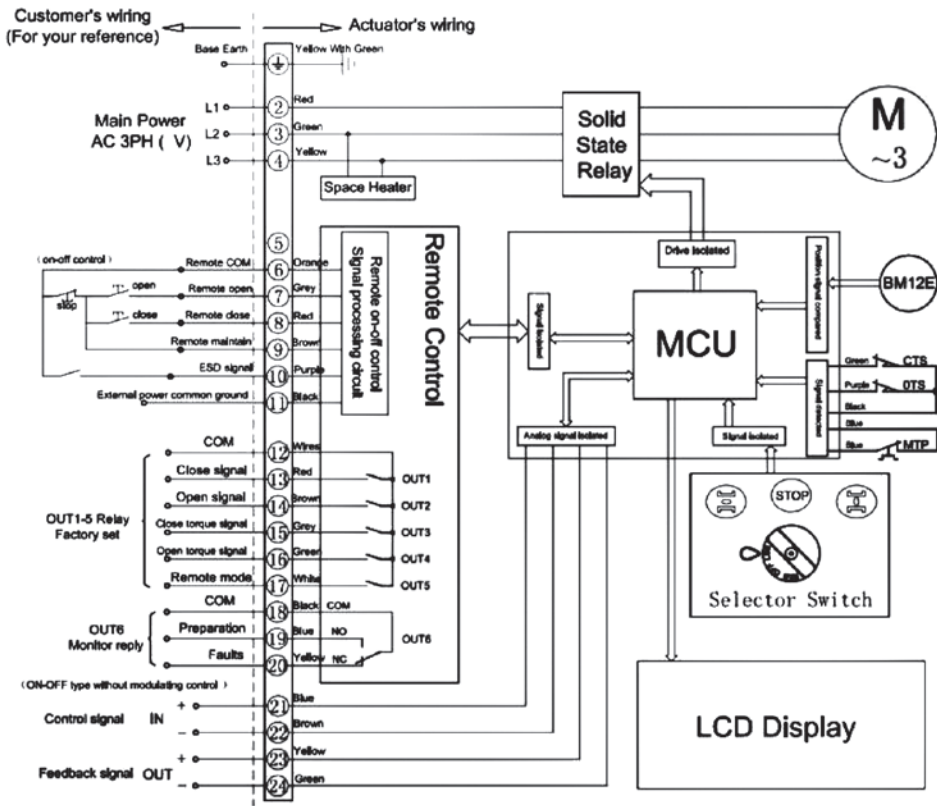 Customer's wiring
(For your reference)
Actuator's wiring
Base Earth
Yellow With Green
Main Power
AC 3PH ( V)
L1
2
Red
L2
3
Green
L3
4
Yellow
Space Heater
Solid
State
Relay
M
~3
5
(on-off control)
Remote COM
6
Orange
stop
open
Remote open
7
Grey
close
Remote close
8
Red
Remote maintain
9
Brown
ESD signal
10
Purple
External power common ground
11
Black
Remote on-off control
Signal processing circuit
Remote Control
COM
12
Wires
Close signal
13
Red
OUT1
Open signal
14
Brown
OUT2
OUT1-5 Relay
Factory set
Close torque signal
15
Grey
OUT3
Open torque signal
16
Green
OUT4
Remote mode
17
White
OUT5
COM
18
Black
COM
OUT6
Monitor reply
Preparation
19
Blue
NO
OUT6
Faults
20
Yellow
NC
(ON-OFF type without modulating control )
+
21
Blue
Control signal IN
-
22
Brown
+
23
Yellow
Feedback signal OUT
-
24
Green
Drive isolated
Signal isolated
MCU
Position signal compared
BM12E
Signal detected
Green
CTS
Purple
OTS
Black
Blue
Blue
MTP
Analog signal isolated
Signal isolated
STOP
Selector Switch
LCD Display